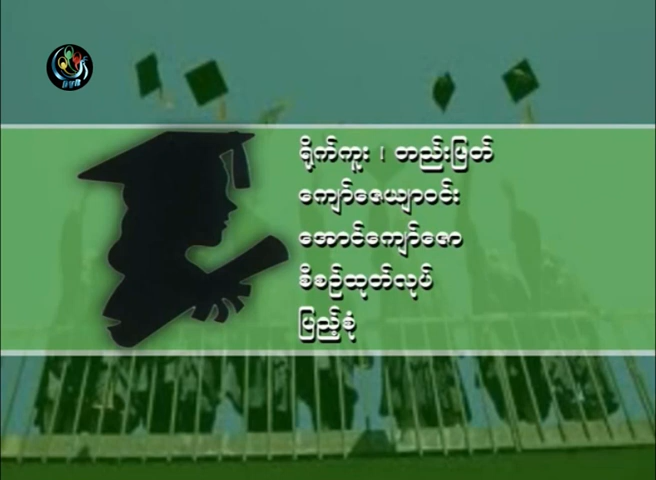 ရိုက်ကူး ၊ တည်းဖြတ်
ကျော်ဇေယျာဝင်း
အောင်ကျော်ဇော
စီစဉ်ထုတ်လုပ်
ဖြည့်စုံ